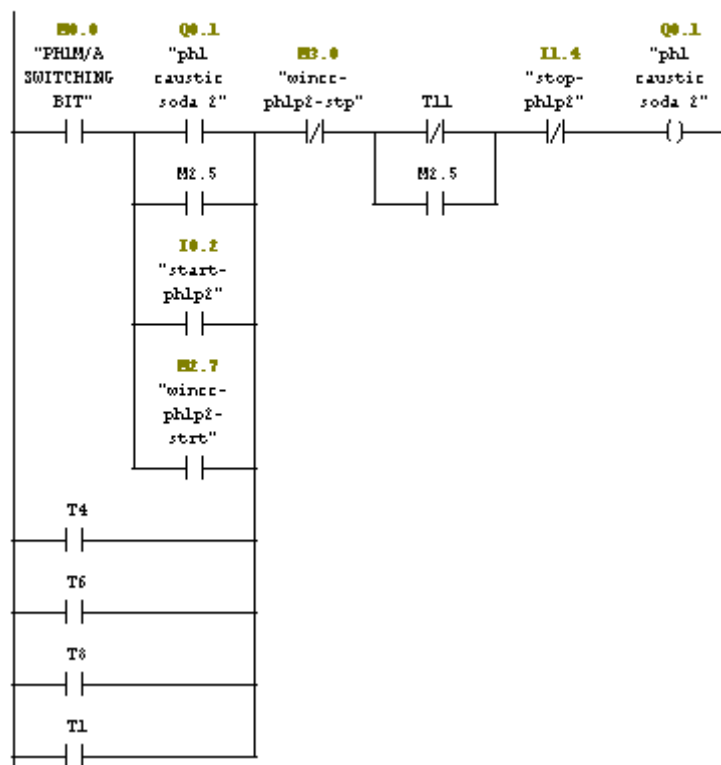 M0.0
"PH1M/A
SWITCHING
BIT"
Q0.1
"ph1
caustic
soda 2"
M3.0
"wincc-
ph1p2-stp"
T11
I1.4
"stop-
ph1p2"
Q0.1
"ph1
caustic
soda 2"
M2.5
M2.5
I0.2
"start-
ph1p2"
M2.7
"wincc-
ph1p2-
strt"
T4
T6
T8
T1